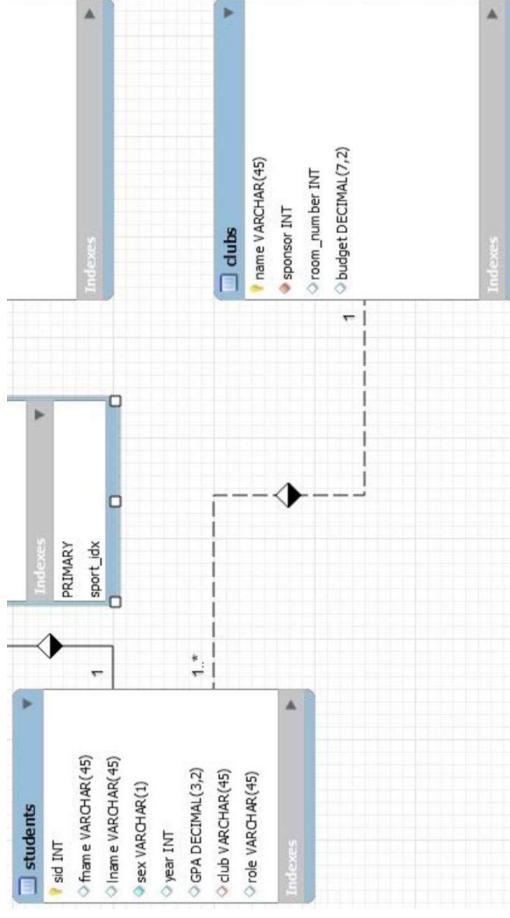 students
sid INT
fname VARCHAR(45)
lname VARCHAR(45)
sex VARCHAR(1)
year INT
GPA DECIMAL(3,2)
club VARCHAR(45)
role VARCHAR(45)
Indexes
1
1..*
Indexes
PRIMARY
sport_idx
Indexes
1
clubs
name VARCHAR(45)
sponsor INT
room_number INT
budget DECIMAL(7,2)
Indexes